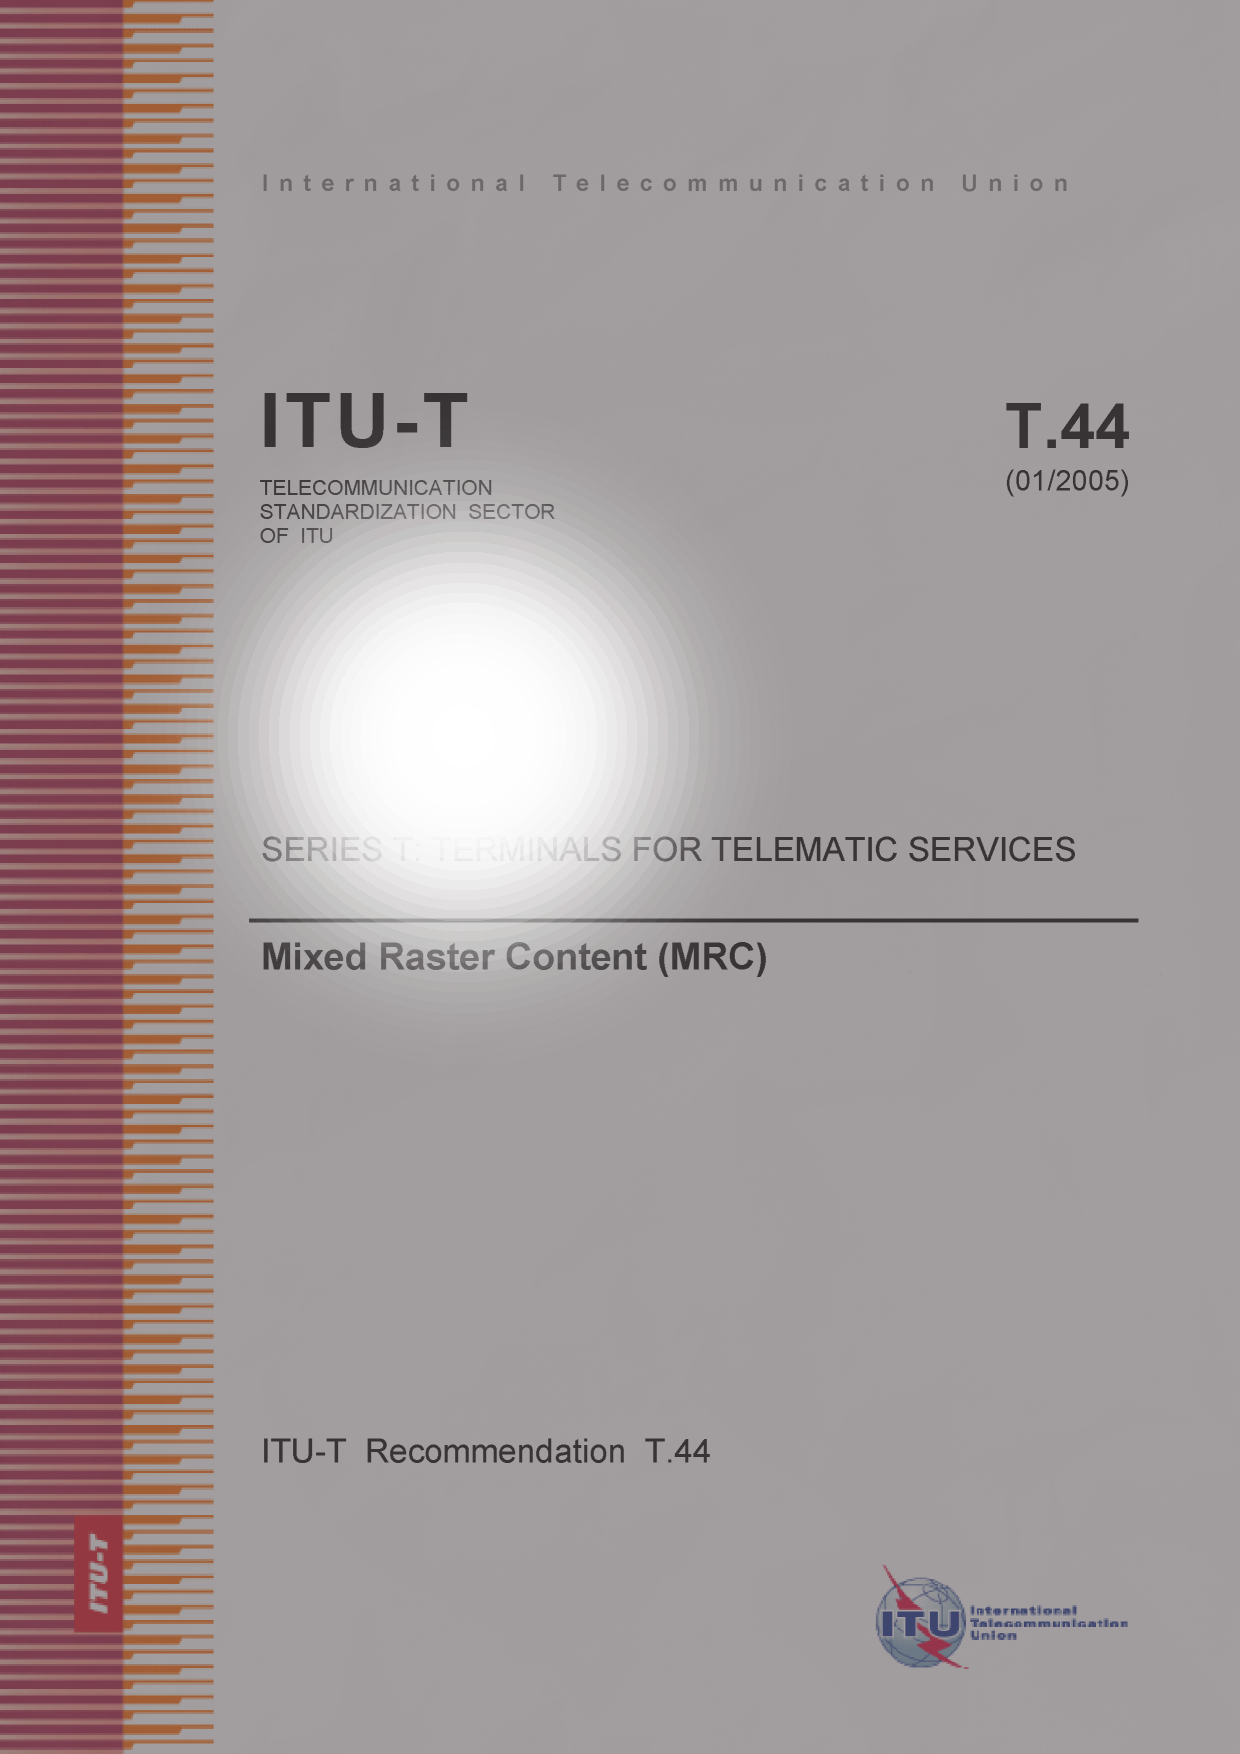 International Telecommunication Union
ITU-T
T.44
TELECOMMUNICATION
STANDARDIZATION SECTOR
OF ITU
(01/2005)
SERIES T: TERMINALS FOR TELEMATIC SERVICES
Mixed Raster Content (MRC)
ITU-T Recommendation T.44
ITU-T
ITU
International
Telecommunication
Union